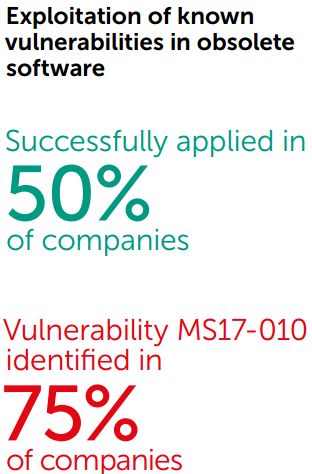 Exploitation of known
vulnerabilities in obsolete
software
Successfully applied in
50%
of companies
Vulnerability MS17-010
identified in
75%
of companies